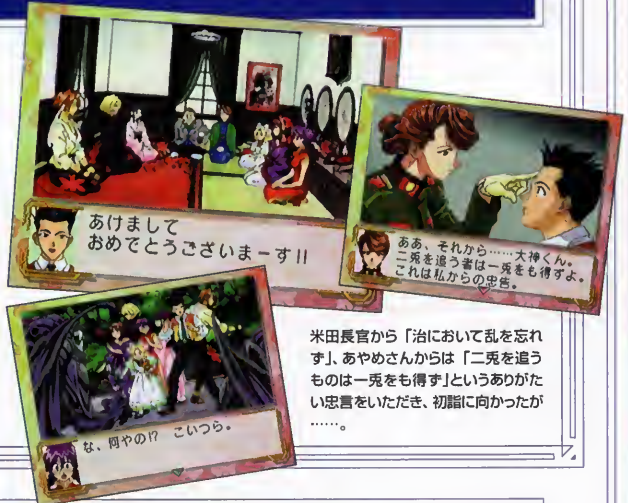 あけまして
おめでとうございまーす!!
ああ、それから……大神くん。
二兎を追う者は一兎をも得ずよ。
これは私からの忠告。
な、何やの!?　こいつら。
米田長官から「治において乱を忘れ
ず」、あやめさんからは「二兎を追う
ものは一兎をも得ず」というありがた
い忠言をいただき、初詣に向かったが
……。